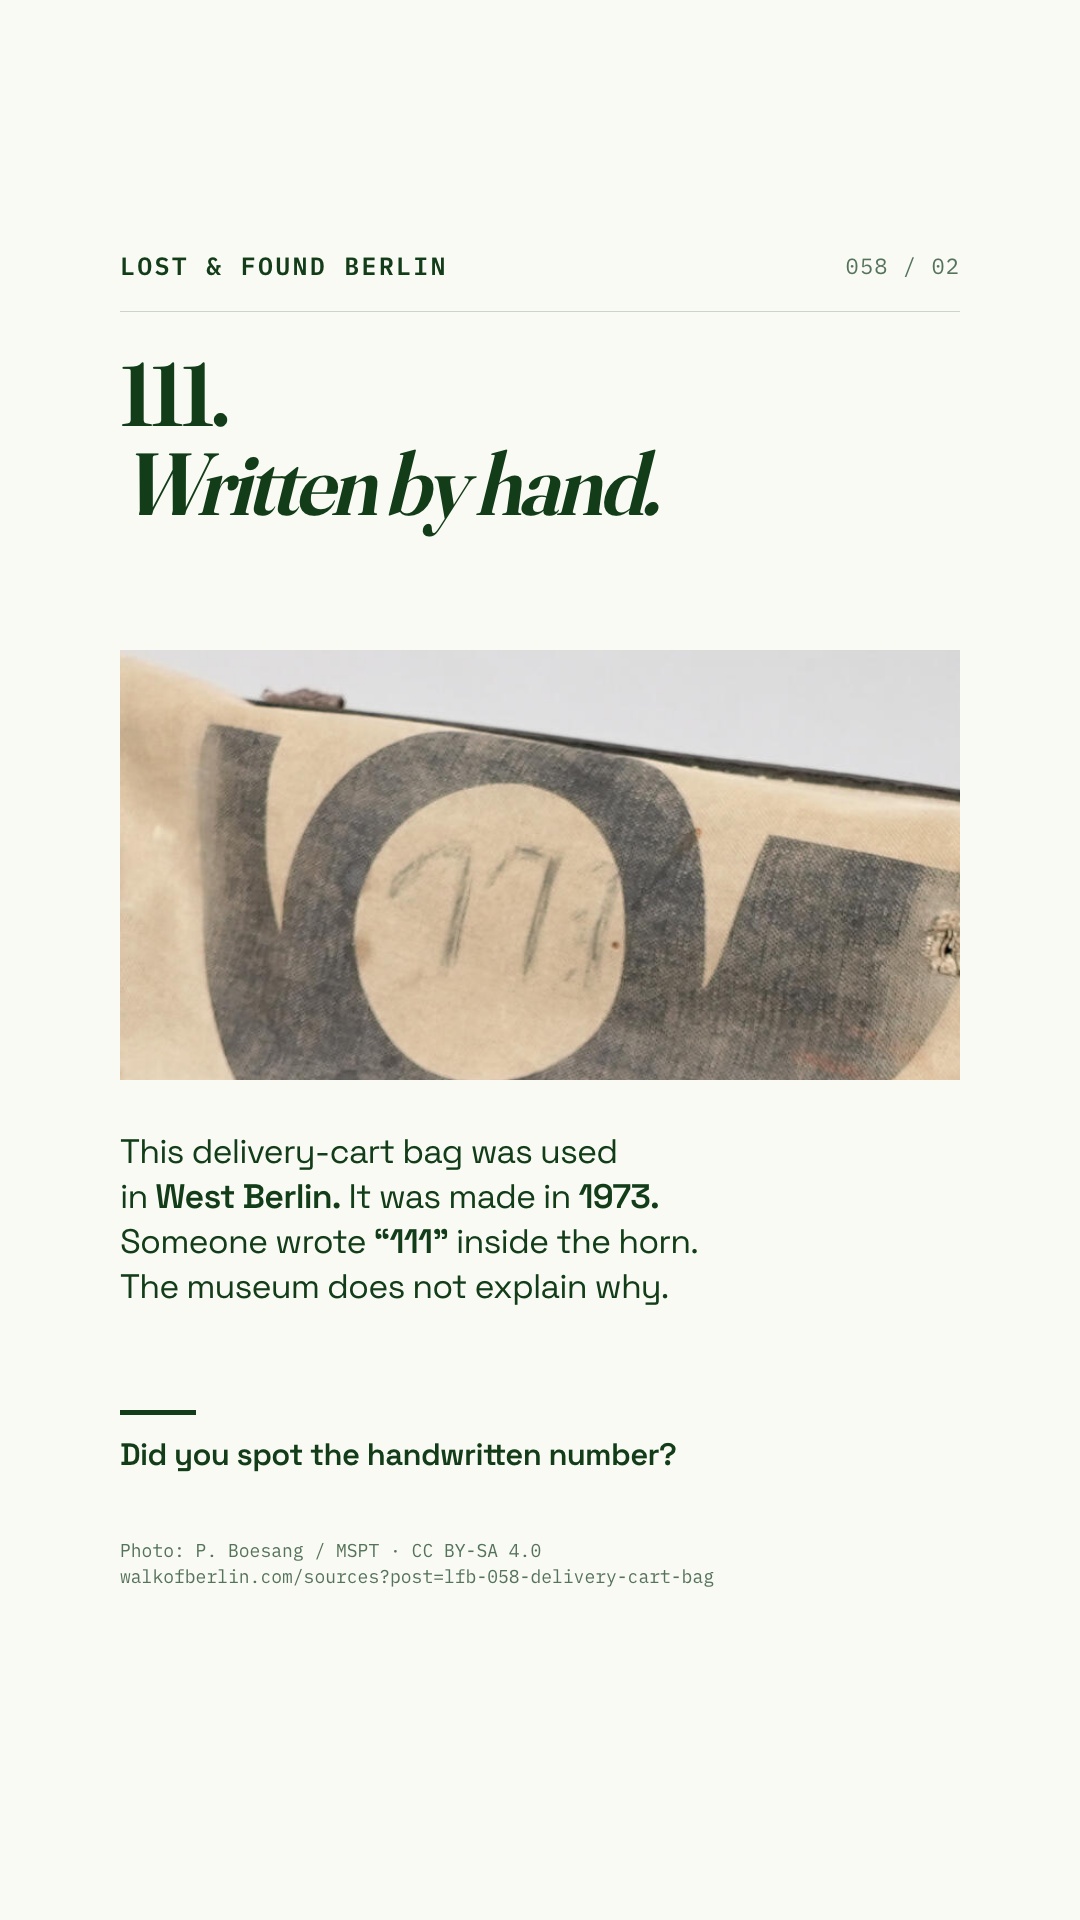 LOST & FOUND BERLIN
058 / 02
111.
Written by hand.
111
This delivery-cart bag was used
in West Berlin. It was made in 1973.
Someone wrote “111” inside the horn.
The museum does not explain why.
Did you spot the handwritten number?
Photo: P. Boesang / MSPT · CC BY-SA 4.0
walkofberlin.com/sources?post=lfb-058-delivery-cart-bag